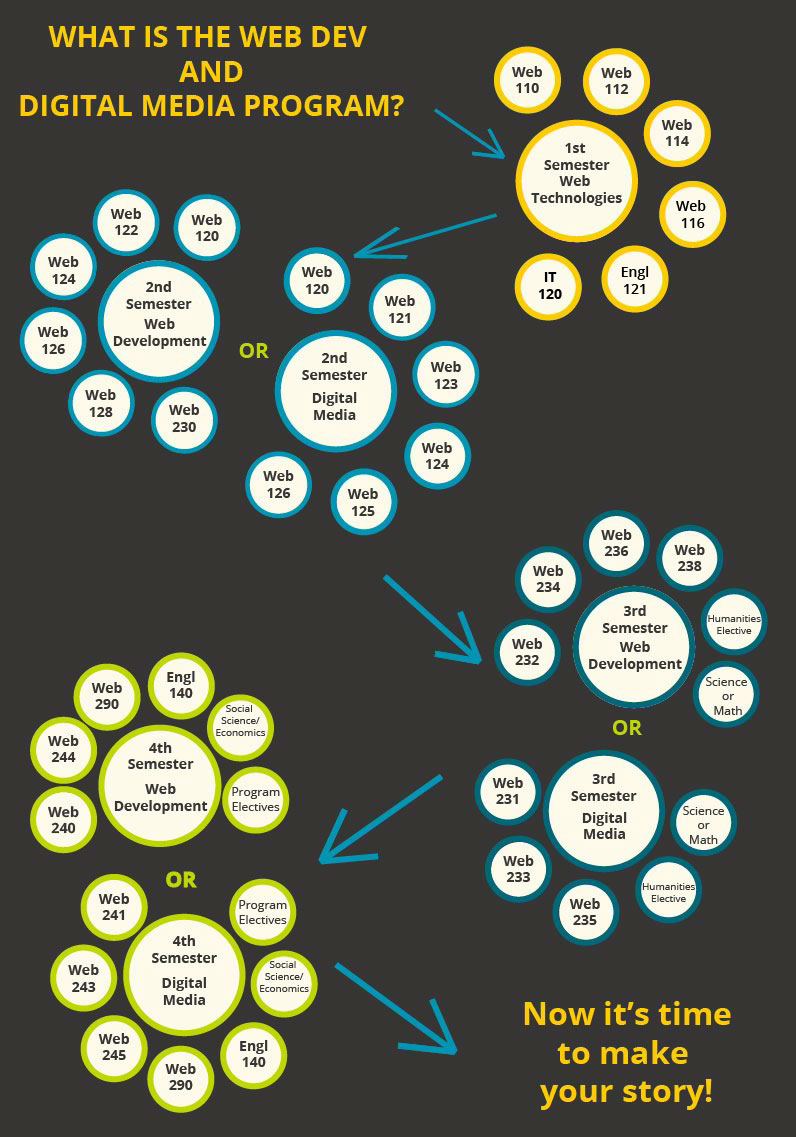 WHAT IS THE WEB DEV
AND
DIGITAL MEDIA PROGRAM?
Web
110
Web
112
Web
114
Web
116
Engl
121
IT
120
1st
Semester
Web
Technologies
Web
120
Web
122
Web
124
Web
126
Web
128
Web
230
2nd
Semester
Web
Development
OR
Web
120
Web
121
Web
123
Web
124
Web
125
Web
126
2nd
Semester
Digital
Media
Web
232
Web
234
Web
236
Web
238
Humanities
Elective
Science
or
Math
3rd
Semester
Web
Development
OR
Web
231
Web
233
Web
235
Humanities
Elective
Science
or
Math
3rd
Semester
Digital
Media
Web
240
Web
244
Web
290
Engl
140
Social
Science/
Economics
Program
Electives
4th
Semester
Web
Development
OR
Web
241
Web
243
Web
245
Web
290
Engl
140
Social
Science/
Economics
Program
Electives
4th
Semester
Digital
Media
Now it's time
to make
your story!